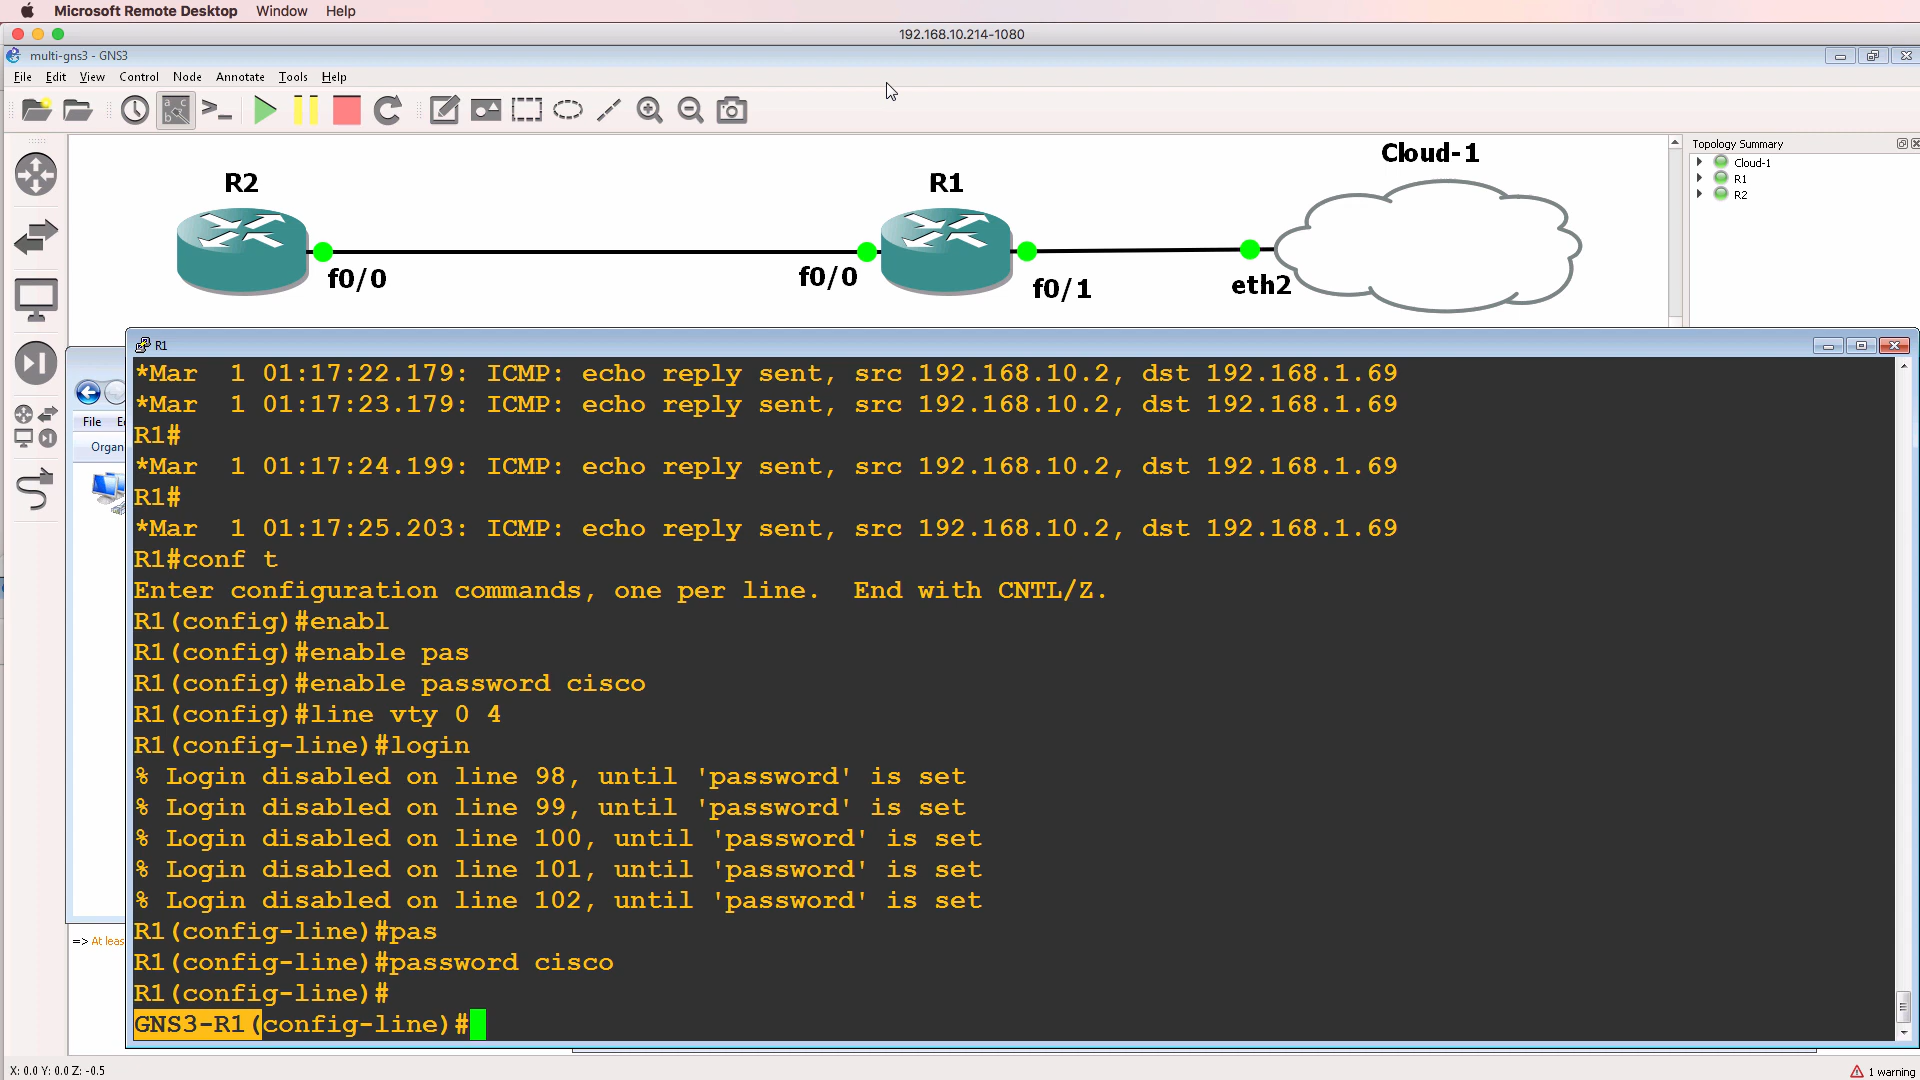 Microsoft Remote Desktop Window Help
192.168.10.214-1080
multi-gns3 - GNS3
File Edit View Control Node Annotate Tools Help
Topology Summary
Cloud-1
R1
R2
Cloud-1
R2
R1
f0/0
f0/0
f0/1
eth2
R1
File
Organ
=> At leas
*Mar  1 01:17:22.179: ICMP: echo reply sent, src 192.168.10.2, dst 192.168.1.69
*Mar  1 01:17:23.179: ICMP: echo reply sent, src 192.168.10.2, dst 192.168.1.69
R1#
*Mar  1 01:17:24.199: ICMP: echo reply sent, src 192.168.10.2, dst 192.168.1.69
R1#
*Mar  1 01:17:25.203: ICMP: echo reply sent, src 192.168.10.2, dst 192.168.1.69
R1#conf t
Enter configuration commands, one per line.  End with CNTL/Z.
R1(config)#enabl
R1(config)#enable pas
R1(config)#enable password cisco
R1(config)#line vty 0 4
R1(config-line)#login
% Login disabled on line 98, until 'password' is set
% Login disabled on line 99, until 'password' is set
% Login disabled on line 100, until 'password' is set
% Login disabled on line 101, until 'password' is set
% Login disabled on line 102, until 'password' is set
R1(config-line)#pas
R1(config-line)#password cisco
R1(config-line)#
GNS3-R1(config-line)#
X: 0.0 Y: 0.0 Z: -0.5
1 warning